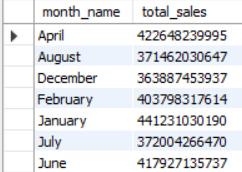 month_name total_sales
April 422648239995
August 371462030647
December 363887453937
February 403798317614
January 441231030190
July 372004266470
June 417927135737